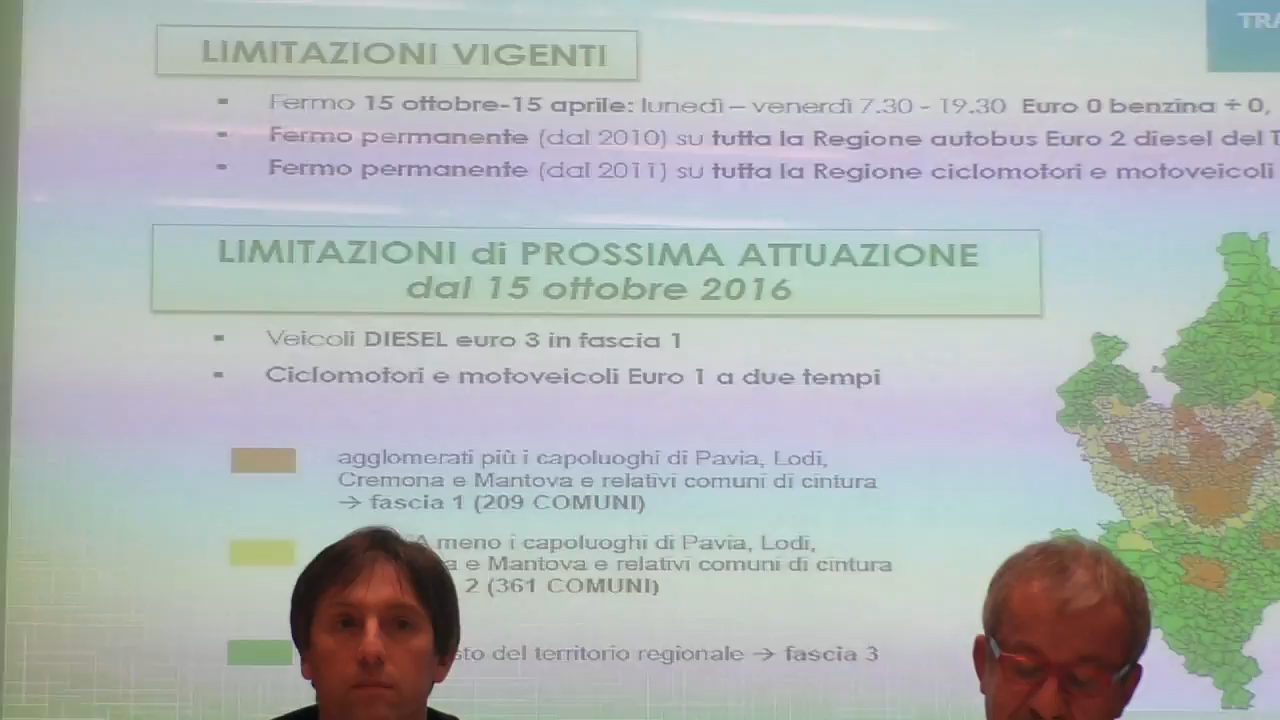 TRA
LIMITAZIONI VIGENTI
▪ Fermo 15 ottobre-15 aprile: lunedì – venerdì 7.30 - 19.30 Euro 0 benzina + 0,
▪ Fermo permanente (dal 2010) su tutta la Regione autobus Euro 2 diesel del
▪ Fermo permanente (dal 2011) su tutta la Regione ciclomotori e motoveicoli
LIMITAZIONI di PROSSIMA ATTUAZIONE
dal 15 ottobre 2016
▪ Veicoli DIESEL euro 3 in fascia 1
▪ Ciclomotori e motoveicoli Euro 1 a due tempi
agglomerati più i capoluoghi di Pavia, Lodi,
Cremona e Mantova e relativi comuni di cintura
→ fascia 1 (209 COMUNI)
A meno i capoluoghi di Pavia, Lodi,
a e Mantova e relativi comuni di cintura
2 (361 COMUNI)
sto del territorio regionale → fascia 3